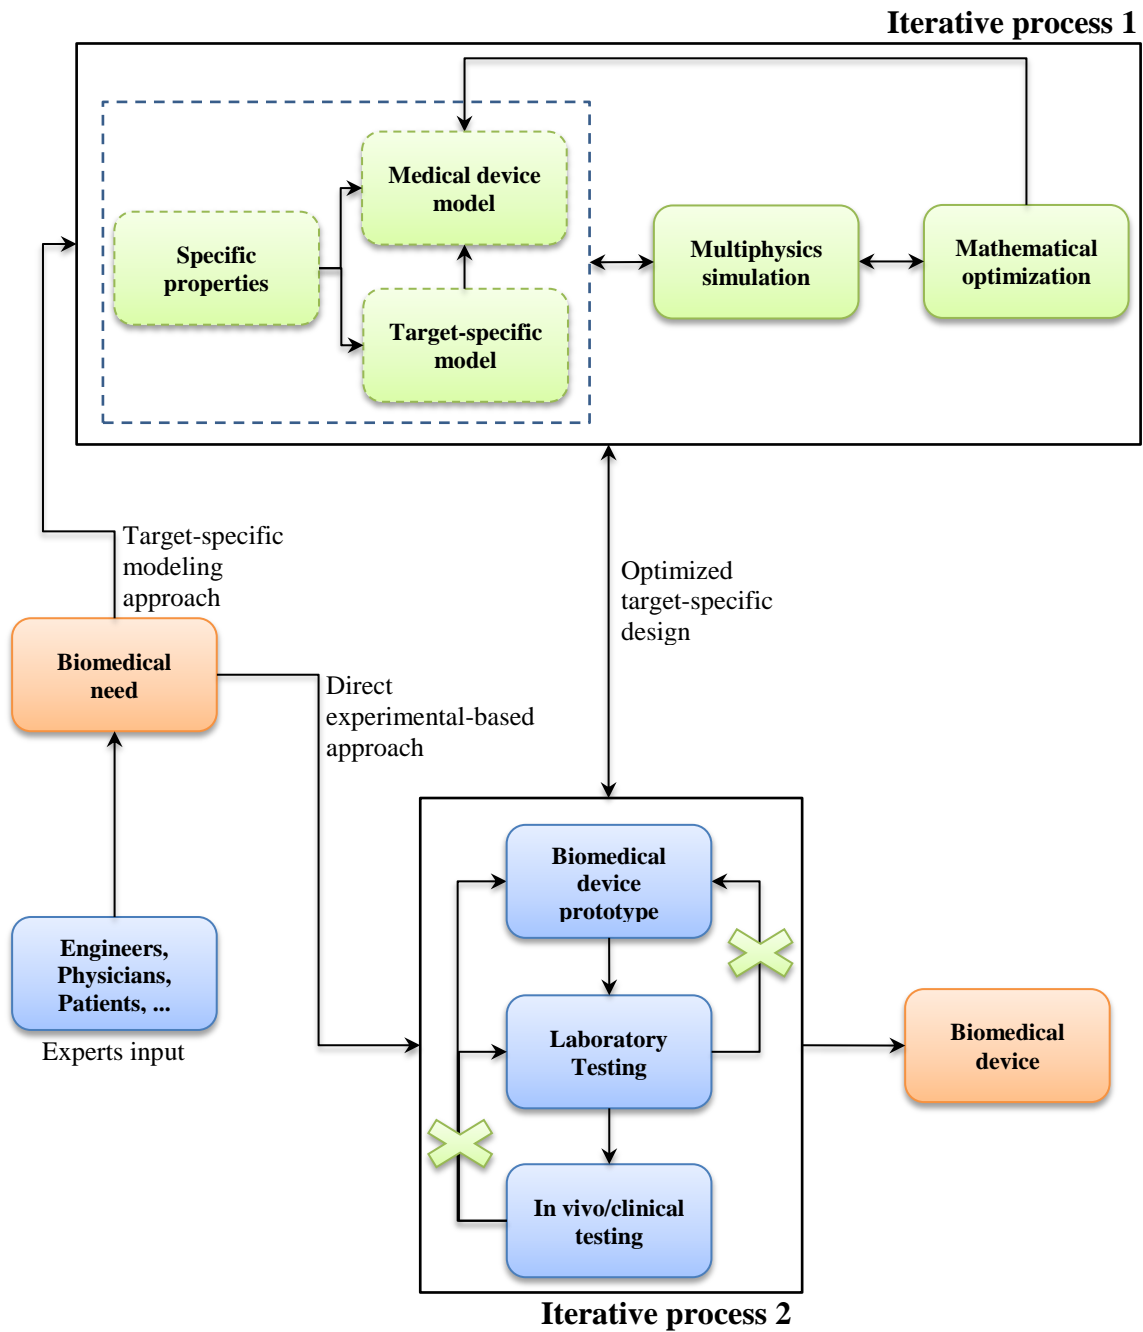 Iterative process 1
Medical device
model
Specific
properties
Multiphysics
simulation
Mathematical
optimization
Target-specific
model
Target-specific
modeling
approach
Optimized
target-specific
design
Biomedical
need
Direct
experimental-based
approach
Biomedical
device
prototype
Engineers,
Physicians,
Patients, ...
Experts input
Laboratory
Testing
Biomedical
device
In vivo/clinical
testing
Iterative process 2